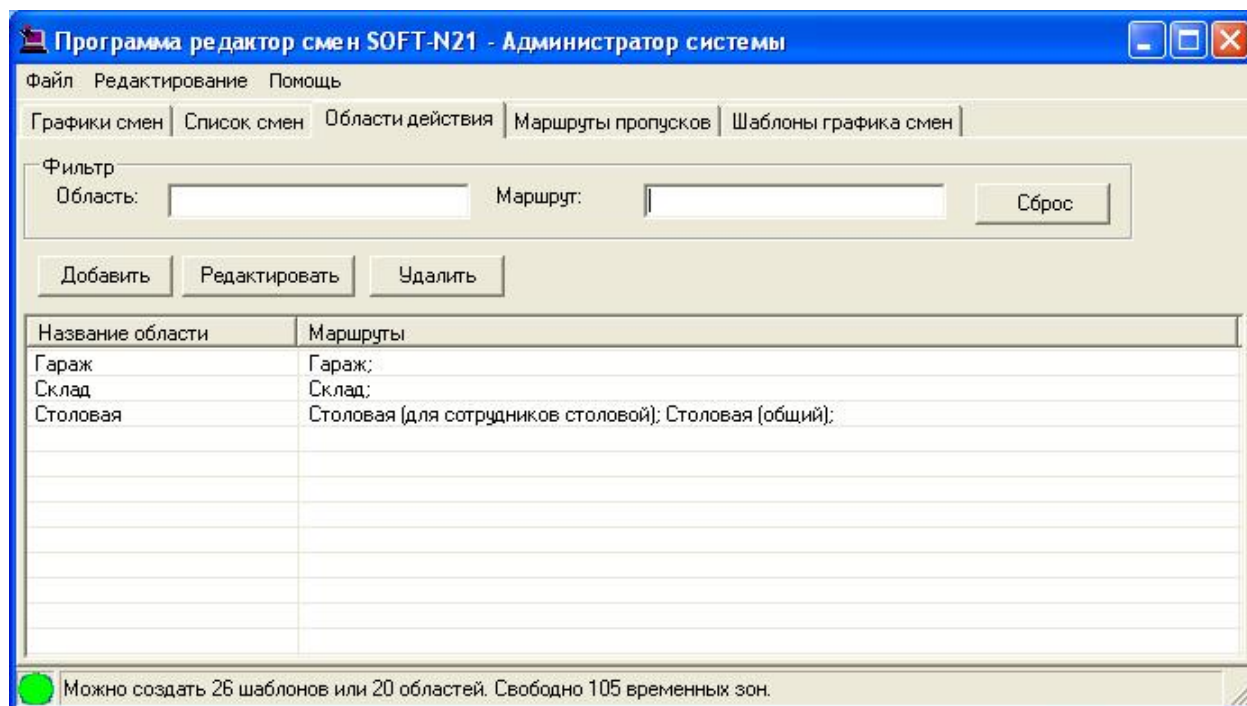 Программа редактор смен SOFT-N21 - Администратор системы
Файл Редактирование Помощь
Графики смен Список смен Области действия Маршруты пропусков Шаблоны графика смен
Фильтр
Область: Маршрут: Сброс
Добавить Редактировать Удалить
Название области Маршруты
Гараж Гараж;
Склад Склад;
Столовая Столовая (для сотрудников столовой); Столовая (общий);
Можно создать 26 шаблонов или 20 областей. Свободно 105 временных зон.